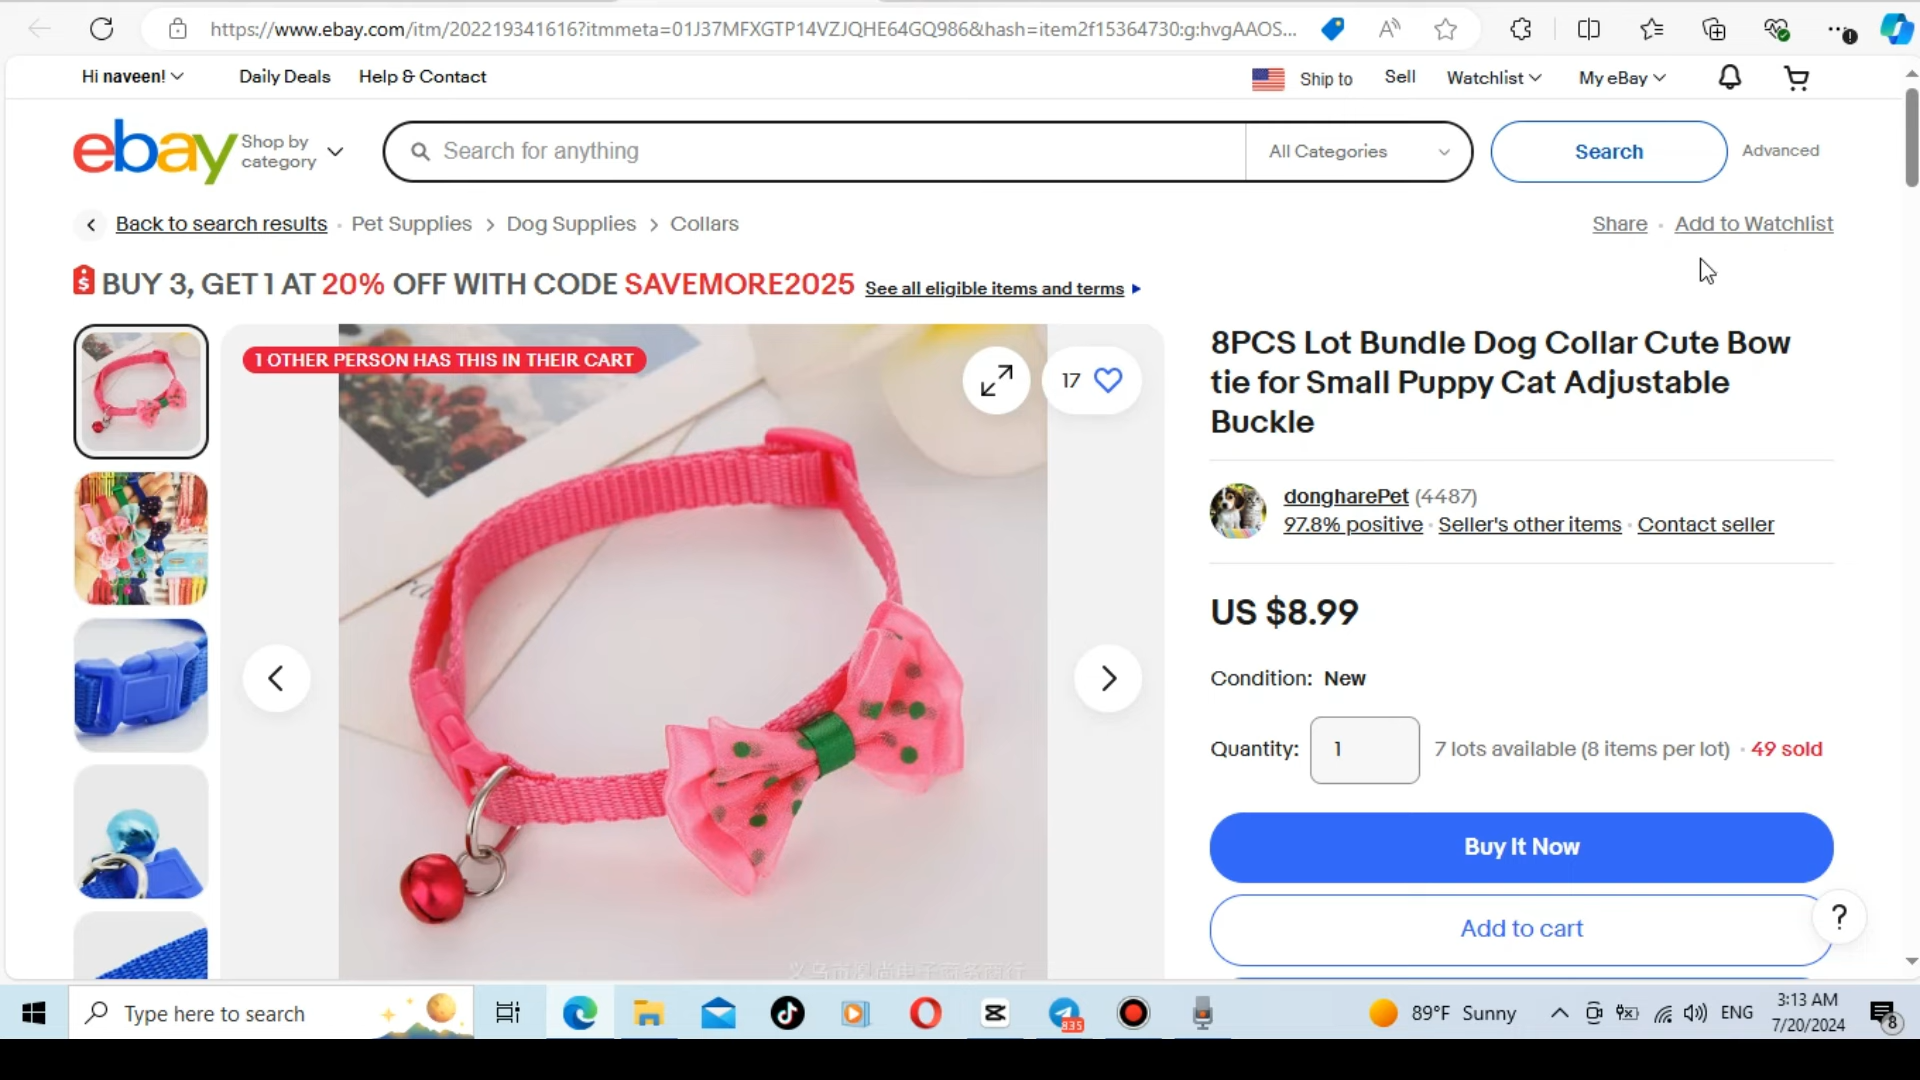 https://www.ebay.com/itm/202219341616?itmmeta=01J37MFXGTP14VZJQHE64GQ986&hash=item2f15364730:g:hvgAAOS...
Hi naveen!
Daily Deals
Help & Contact
Ship to
Sell
Watchlist
My eBay
ebay
Shop by
category
Search for anything
All Categories
Search
Advanced
Back to search results
Pet Supplies > Dog Supplies > Collars
Share
Add to Watchlist
BUY 3, GET 1 AT 20% OFF WITH CODE SAVEMORE2025 See all eligible items and terms
1 OTHER PERSON HAS THIS IN THEIR CART
17
8PCS Lot Bundle Dog Collar Cute Bow
tie for Small Puppy Cat Adjustable
Buckle
dongharePet (4487)
97.8% positive · Seller's other items · Contact seller
US $8.99
Condition: New
Quantity: 1 7 lots available (8 items per lot) · 49 sold
Buy It Now
Add to cart
?
Type here to search
835
89°F Sunny
ENG
3:13 AM
7/20/2024
8